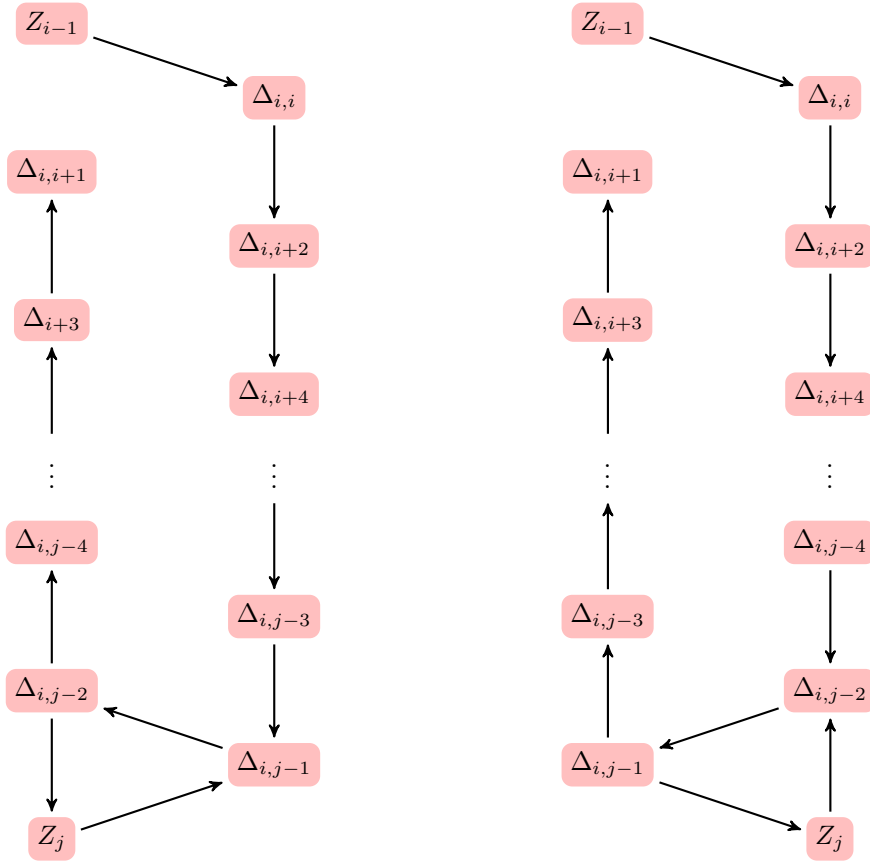 Z_{i−1} Z_{i−1}
Δ_{i,i} Δ_{i,i}
Δ_{i,i+1} Δ_{i,i+1}
Δ_{i,i+2} Δ_{i,i+2}
Δ_{i+3} Δ_{i,i+3}
Δ_{i,i+4} Δ_{i,i+4}
⋮ ⋮ ⋮ ⋮
Δ_{i,j−4} Δ_{i,j−4}
Δ_{i,j−3} Δ_{i,j−3}
Δ_{i,j−2} Δ_{i,j−2}
Δ_{i,j−1} Δ_{i,j−1}
Z_j Z_j